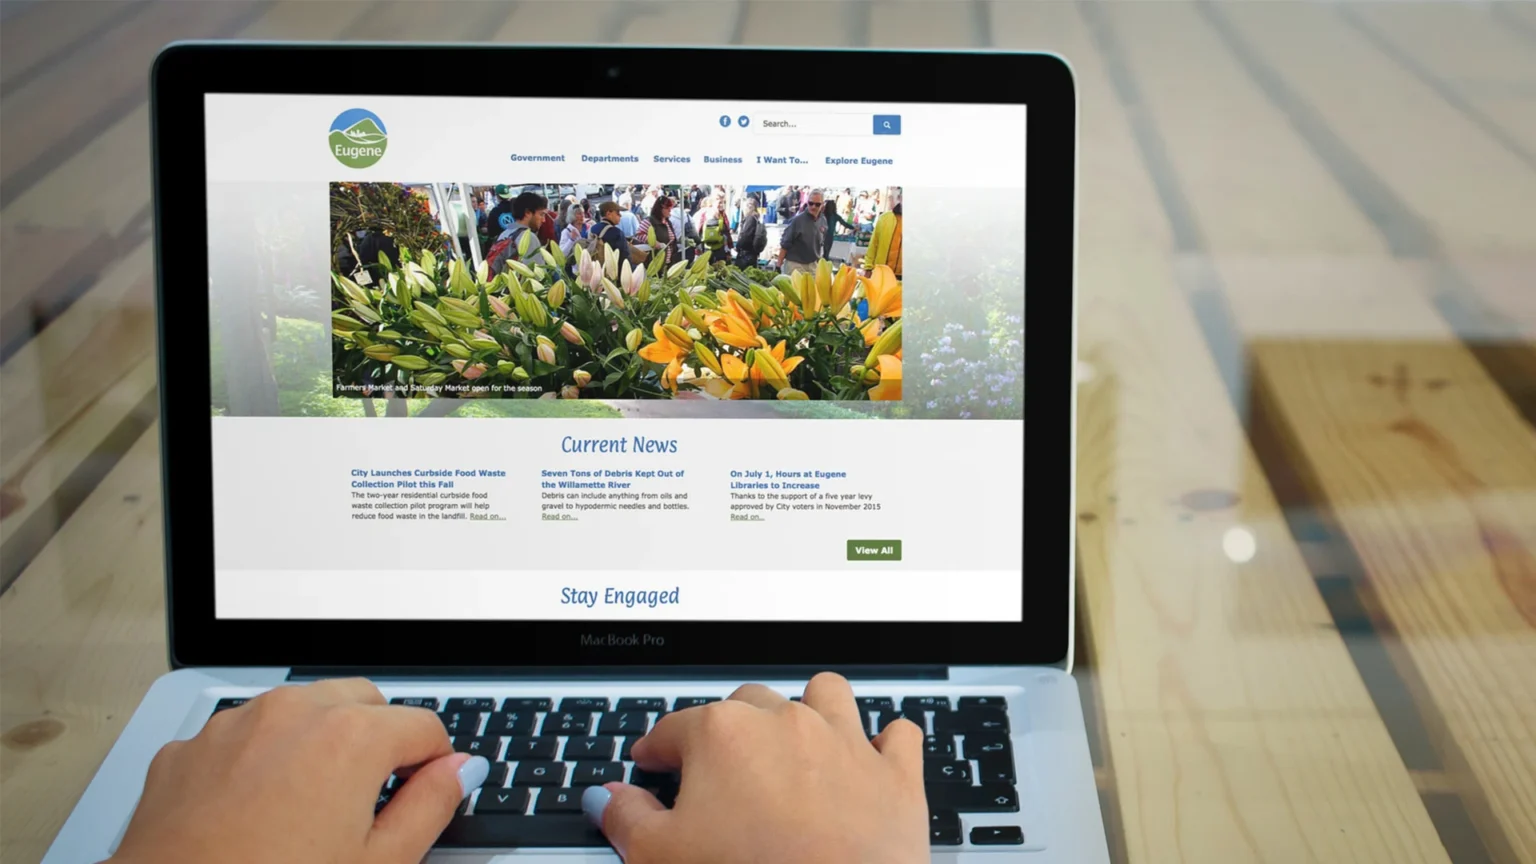 Eugene
Search...
Government Departments Services Business I Want To... Explore Eugene
Farmers Market and Saturday Market open for the season
Current News
City Launches Curbside Food Waste
Collection Pilot this Fall
The two-year residential curbside food
waste collection pilot program will help
reduce food waste in the landfill. Read on...
Seven Tons of Debris Kept Out of
the Willamette River
Debris can include anything from oils and
gravel to hypodermic needles and bottles.
Read on...
On July 1, Hours at Eugene
Libraries to Increase
Thanks to the support of a five year levy
approved by City voters in November 2015
Read on...
View All
Stay Engaged
MacBook Pro
$ 4 % 5 & 6 / 7
R T Y
G H Ç
X V B